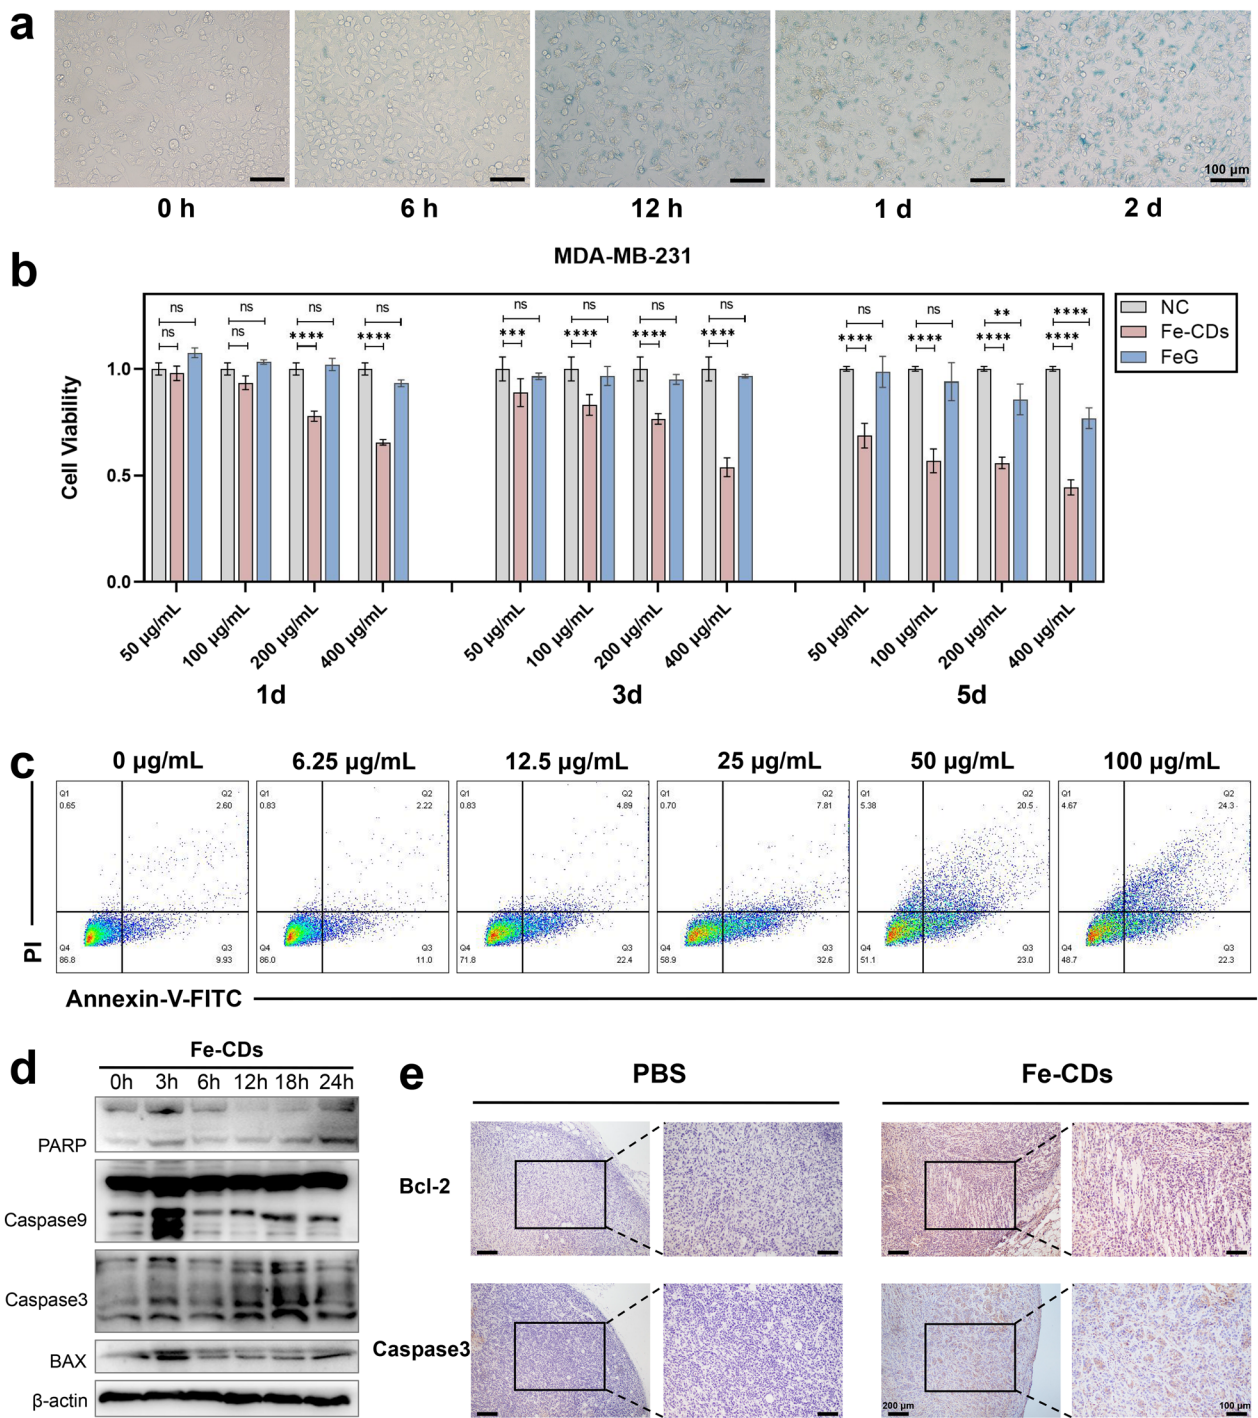 a
100 µm
0 h 6 h 12 h 1 d 2 d
b
MDA-MB-231
NC
Fe-CDs
FeG
ns ns ns ns ns ns ns ns ns ns ** ****
ns ns **** **** *** **** **** **** **** **** **** ****
Cell Viability
1.0
0.5
0.0
50 µg/mL 100 µg/mL 200 µg/mL 400 µg/mL 50 µg/mL 100 µg/mL 200 µg/mL 400 µg/mL 50 µg/mL 100 µg/mL 200 µg/mL 400 µg/mL
1d 3d 5d
c
0 µg/mL 6.25 µg/mL 12.5 µg/mL 25 µg/mL 50 µg/mL 100 µg/mL
Q1 Q2 Q1 Q2 Q1 Q2 Q1 Q2 Q1 Q2 Q1 Q2
0.65 2.60 0.83 2.22 0.83 4.89 0.70 7.81 5.38 20.5 4.67 24.3
PI
Q4 Q3 Q4 Q3 Q4 Q3 Q4 Q3 Q4 Q3 Q4 Q3
86.8 9.93 86.0 11.0 71.8 22.4 58.9 32.6 51.1 23.0 48.7 22.3
Annexin-V-FITC
d
Fe-CDs
0h 3h 6h 12h 18h 24h
PARP
Caspase9
Caspase3
BAX
β-actin
e
PBS Fe-CDs
Bcl-2
Caspase3
200 µm 100 µm